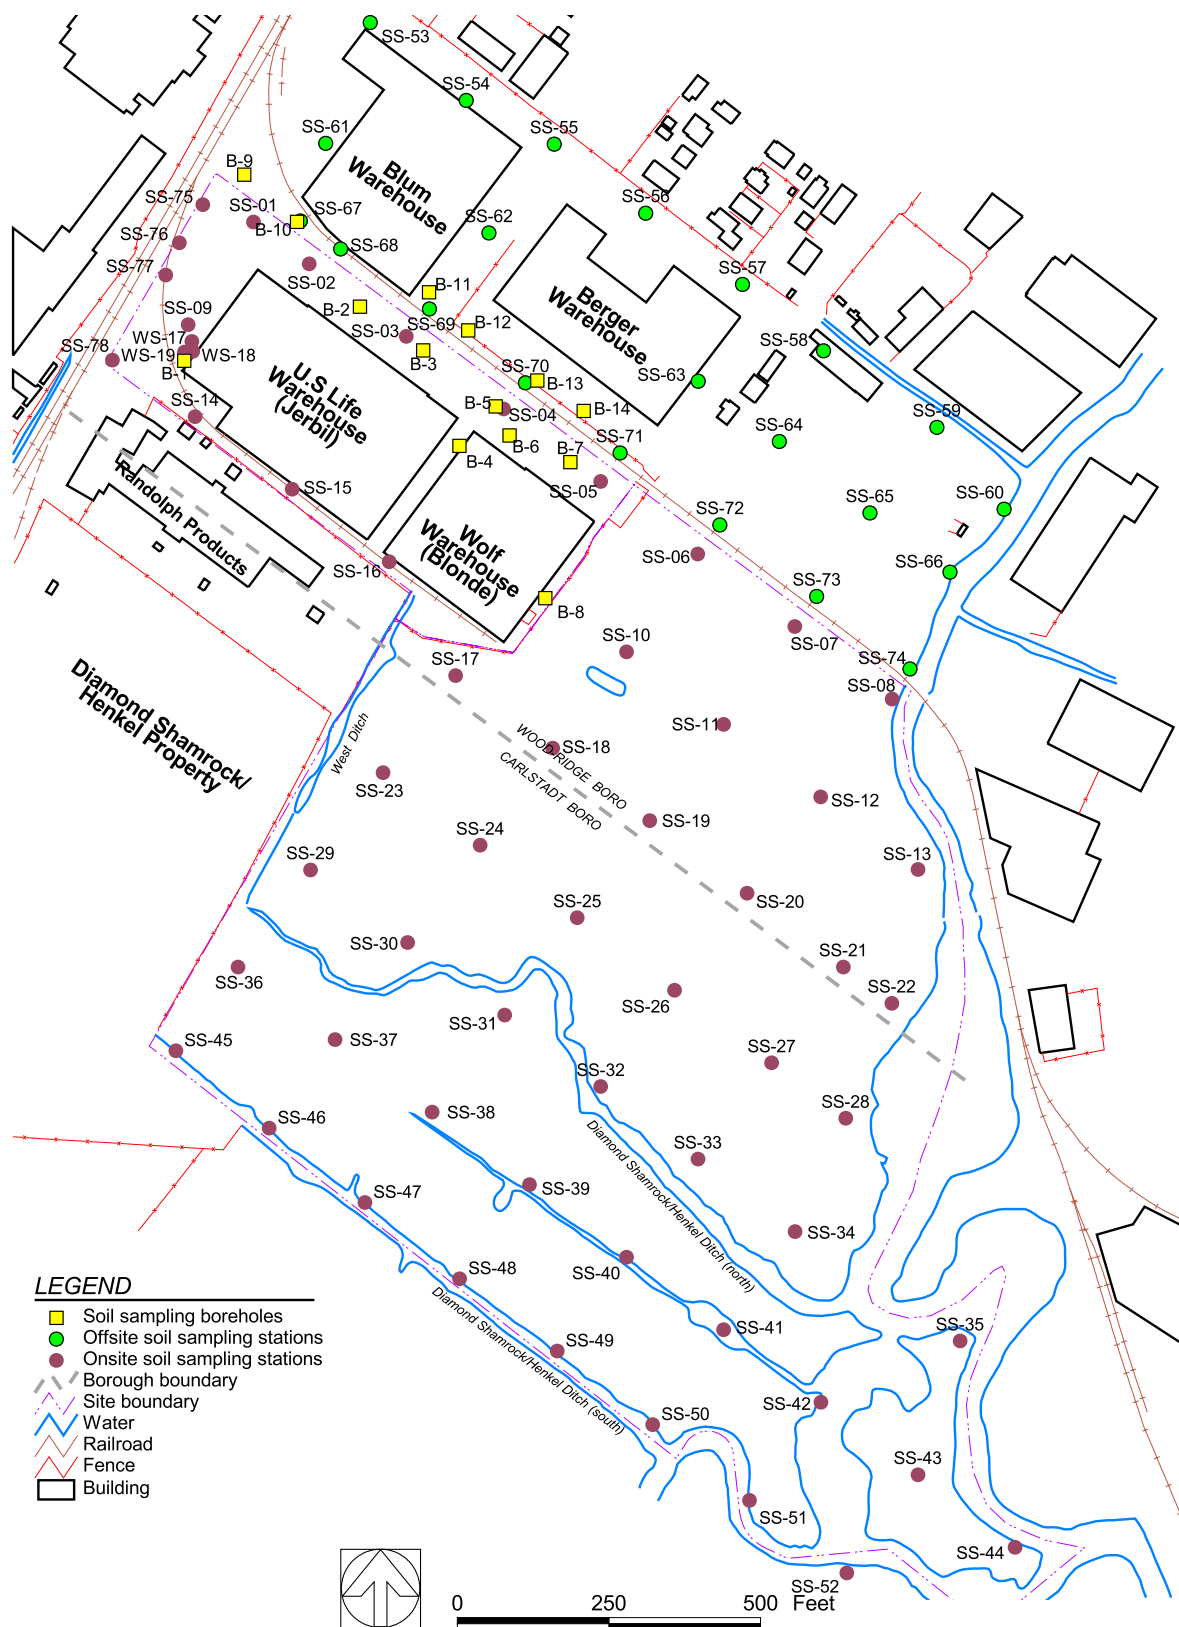 SS-53
SS-54
SS-61
SS-55
B-9
Blum
Warehouse
SS-75
SS-01
SS-67
SS-56
B-10
SS-62
SS-76
SS-68
SS-77
SS-02
SS-57
B-11
Berger
Warehouse
B-2
SS-09
SS-03
SS-69
B-12
WS-17
SS-78
WS-19
WS-18
B-1
B-3
SS-58
SS-70
B-13
SS-63
U.S Life
Warehouse
(Jerbil)
B-5
SS-04
B-14
SS-59
SS-14
B-6
SS-71
SS-64
B-4
B-7
SS-05
Randolph Products
SS-15
SS-65
SS-60
SS-72
Wolf
Warehouse
(Blonde)
SS-06
SS-66
SS-16
SS-73
B-8
SS-10
SS-07
SS-17
SS-74
SS-08
Diamond Shamrock/
Henkel Property
West Ditch
SS-11
SS-18
WOOD-RIDGE BORO
CARLSTADT BORO
SS-23
SS-12
SS-19
SS-24
SS-29
SS-13
SS-20
SS-25
SS-30
SS-21
SS-36
SS-22
SS-26
SS-31
SS-45
SS-37
SS-27
SS-32
SS-38
SS-28
SS-46
Diamond Shamrock/Henkel Ditch (north)
SS-33
SS-39
SS-47
SS-34
SS-40
SS-48
SS-41
SS-35
Diamond Shamrock/Henkel Ditch (south)
SS-49
SS-42
SS-50
SS-43
SS-51
SS-44
SS-52
LEGEND
Soil sampling boreholes
Offsite soil sampling stations
Onsite soil sampling stations
Borough boundary
Site boundary
Water
Railroad
Fence
Building
0 250 500 Feet